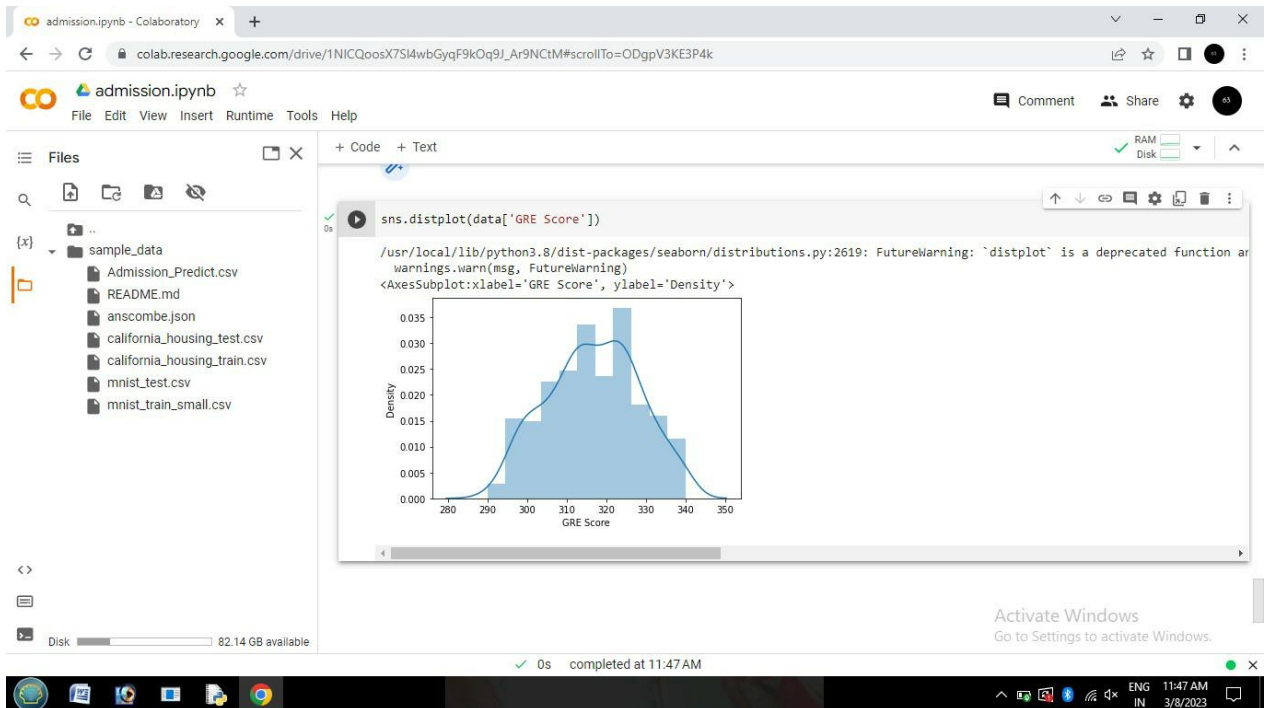 admission.ipynb - Colaboratory
colab.research.google.com/drive/1NICQoosX7Sl4wbGyqF9kOq9J_Ar9NCtM#scrollTo=ODgpV3KE3P4k
CO admission.ipynb
File Edit View Insert Runtime Tools Help
Comment Share 63
Files
+ Code + Text
RAM
Disk
..
sample_data
Admission_Predict.csv
README.md
anscombe.json
california_housing_test.csv
california_housing_train.csv
mnist_test.csv
mnist_train_small.csv
{x}
0s
sns.distplot(data['GRE Score'])
/usr/local/lib/python3.8/dist-packages/seaborn/distributions.py:2619: FutureWarning: `distplot` is a deprecated function an
warnings.warn(msg, FutureWarning)
<AxesSubplot:xlabel='GRE Score', ylabel='Density'>
0.035
0.030
0.025
0.020
0.015
0.010
0.005
0.000
Density
280 290 300 310 320 330 340 350
GRE Score
Disk 82.14 GB available
Activate Windows
Go to Settings to activate Windows.
0s completed at 11:47 AM
ENG
IN
11:47 AM
3/8/2023